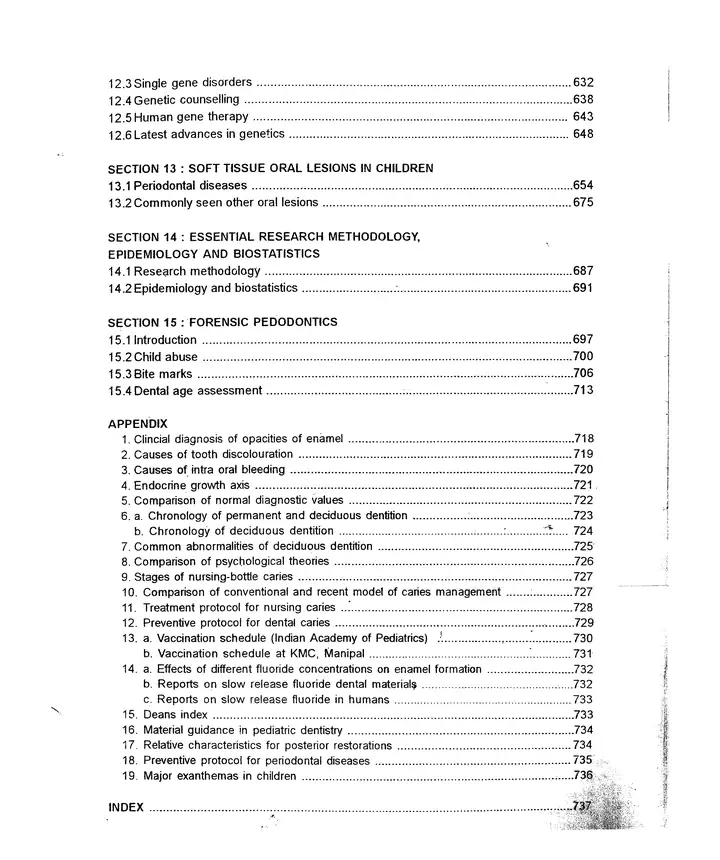 12.3 Single gene disorders ........ 632
12.4 Genetic counselling ........ 638
12.5 Human gene therapy ........ 643
12.6 Latest advances in genetics ........ 648
SECTION 13 : SOFT TISSUE ORAL LESIONS IN CHILDREN
13.1 Periodontal diseases ........ 654
13.2 Commonly seen other oral lesions ........ 675
SECTION 14 : ESSENTIAL RESEARCH METHODOLOGY,
EPIDEMIOLOGY AND BIOSTATISTICS
14.1 Research methodology ........ 687
14.2 Epidemiology and biostatistics ........ 691
SECTION 15 : FORENSIC PEDODONTICS
15.1 Introduction ........ 697
15.2 Child abuse ........ 700
15.3 Bite marks ........ 706
15.4 Dental age assessment ........ 713
APPENDIX
1. Clincial diagnosis of opacities of enamel ........ 718
2. Causes of tooth discolouration ........ 719
3. Causes of intra oral bleeding ........ 720
4. Endocrine growth axis ........ 721
5. Comparison of normal diagnostic values ........ 722
6. a. Chronology of permanent and deciduous dentition ........ 723
b. Chronology of deciduous dentition ........ 724
7. Common abnormalities of deciduous dentition ........ 725
8. Comparison of psychological theories ........ 726
9. Stages of nursing-bottle caries ........ 727
10. Comparison of conventional and recent model of caries management ........ 727
11. Treatment protocol for nursing caries ........ 728
12. Preventive protocol for dental caries ........ 729
13. a. Vaccination schedule (Indian Academy of Pediatrics) ........ 730
b. Vaccination schedule at KMC, Manipal ........ 731
14. a. Effects of different fluoride concentrations on enamel formation ........ 732
b. Reports on slow release fluoride dental materials ........ 732
c. Reports on slow release fluoride in humans ........ 733
15. Deans index ........ 733
16. Material guidance in pediatric dentistry ........ 734
17. Relative characteristics for posterior restorations ........ 734
18. Preventive protocol for periodontal diseases ........ 735
19. Major exanthemas in children ........ 736
INDEX ........ 737